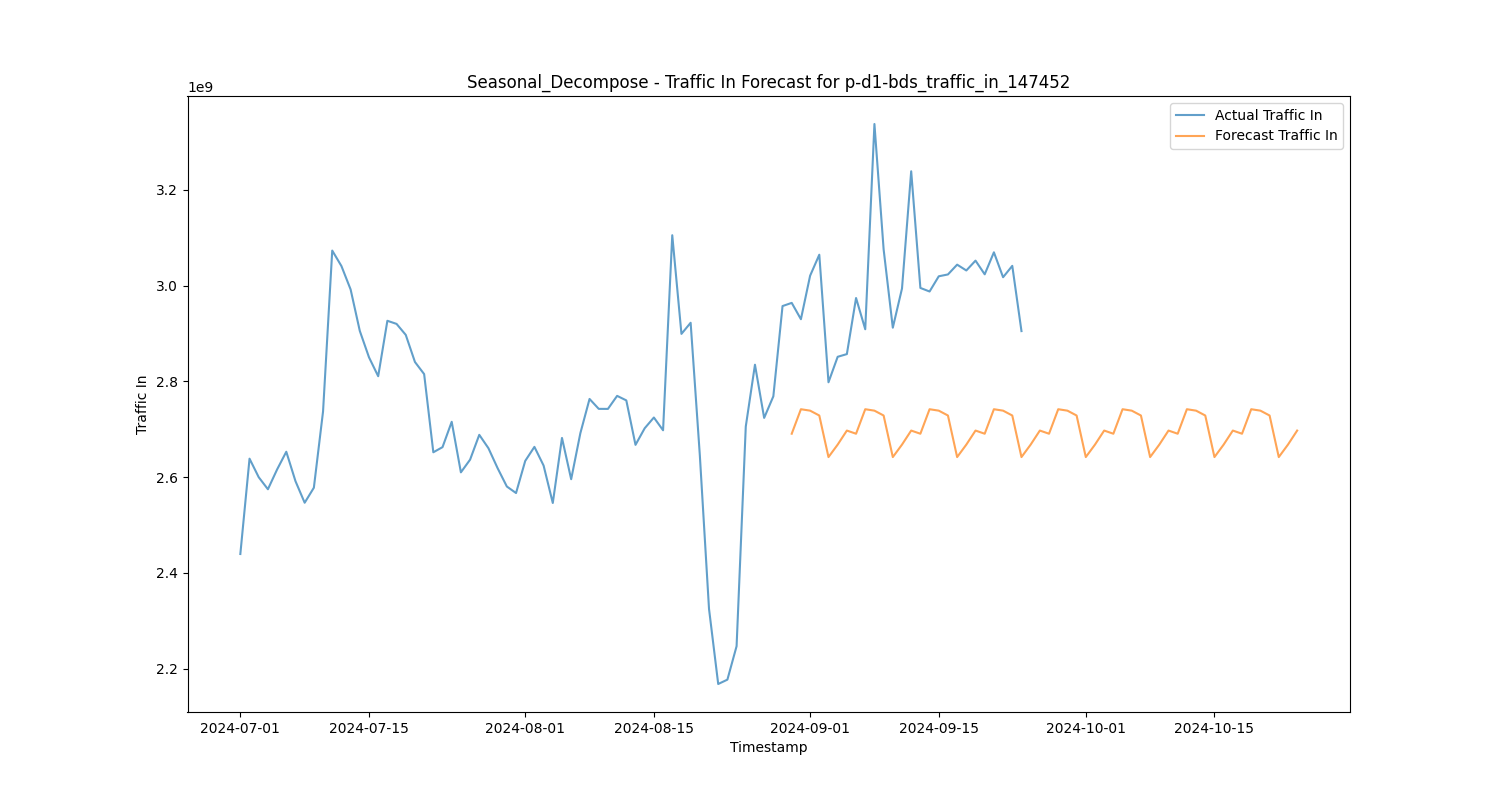 Seasonal_Decompose - Traffic In Forecast for p-d1-bds_traffic_in_147452
1e9
Actual Traffic In
Forecast Traffic In
3.2
3.0
2.8
2.6
2.4
2.2
Traffic In
2024-07-01 2024-07-15 2024-08-01 2024-08-15 2024-09-01 2024-09-15 2024-10-01 2024-10-15
Timestamp